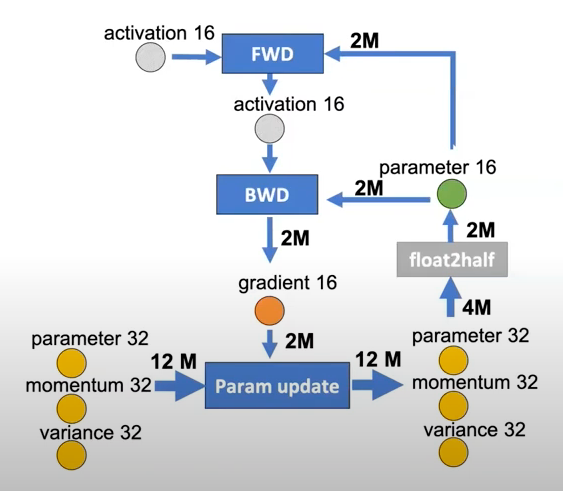 activation 16
FWD
2M
activation 16
parameter 16
BWD
2M
2M
2M
float2half
gradient 16
4M
parameter 32
2M
parameter 32
12 M
12 M
momentum 32
Param update
momentum 32
variance 32
variance 32